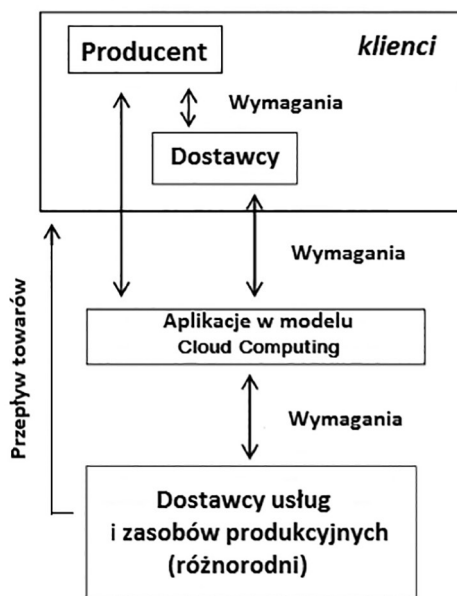 Producent
klienci
Wymagania
Dostawcy
Wymagania
Przepływ towarów
Aplikacje w modelu
Cloud Computing
Wymagania
Dostawcy usług
i zasobów produkcyjnych
(różnorodni)